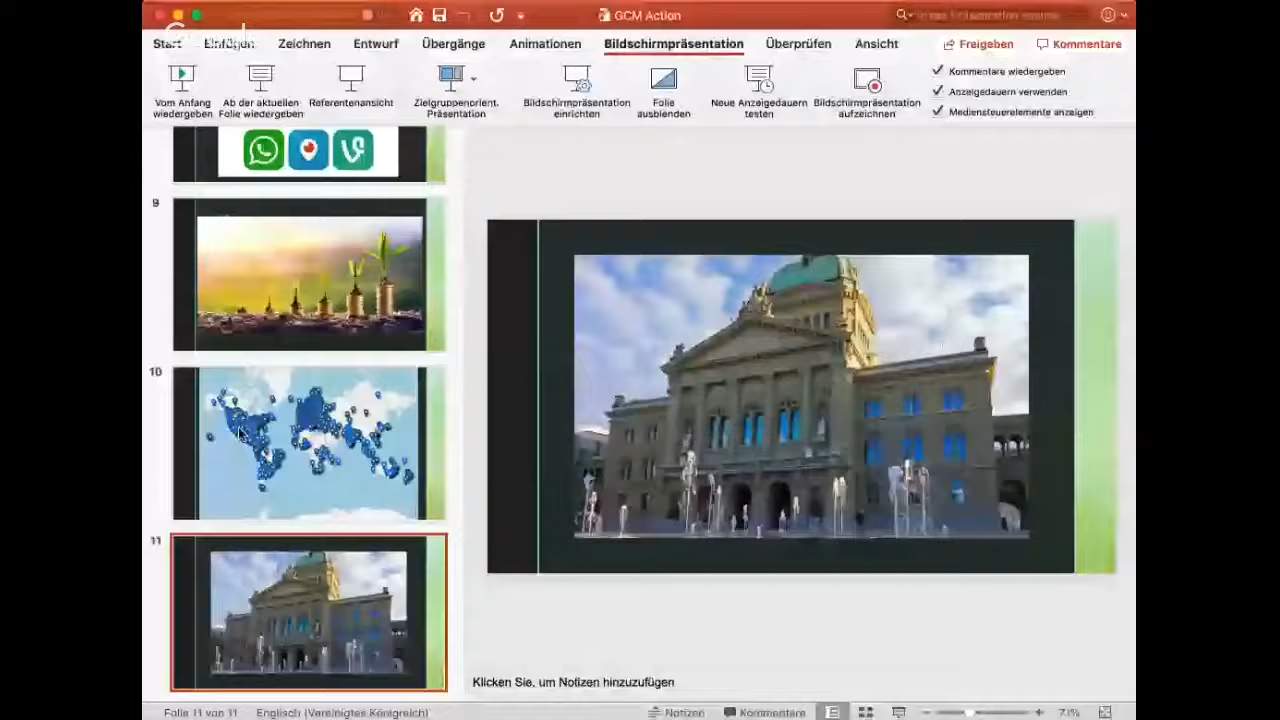 GCM Action
Start Einfügen Zeichnen Entwurf Übergänge Animationen Bildschirmpräsentation Überprüfen Ansicht Freigeben Kommentare
Vom Anfang wiedergeben
Ab der aktuellen Folie wiedergeben
Referentenansicht
Zielgruppenorient. Präsentation
Bildschirmpräsentation einrichten
Folie ausblenden
Neue Anzeigedauern testen
Bildschirmpräsentation aufzeichnen
Kommentare wiedergeben
Anzeigedauern verwenden
Mediensteuerelemente anzeigen
9
10
11
Klicken Sie, um Notizen hinzuzufügen
Folie 11 von 11 Englisch (Vereinigtes Königreich) Notizen Kommentare 73%